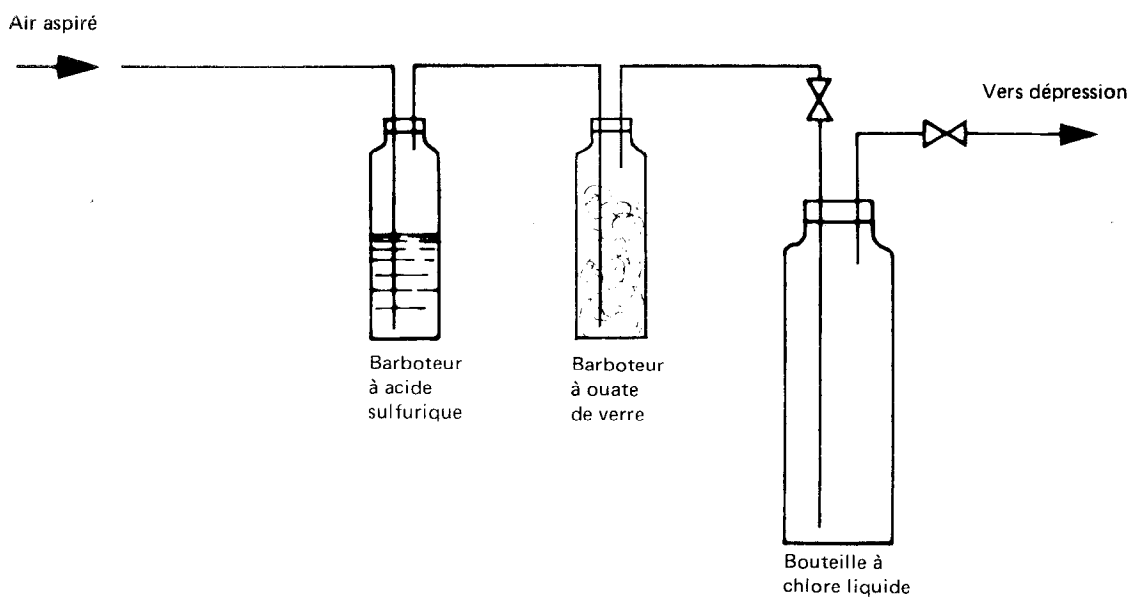 Air aspiré
Vers dépression
Barboteur
à acide
sulfurique
Barboteur
à ouate
de verre
Bouteille à
chlore liquide